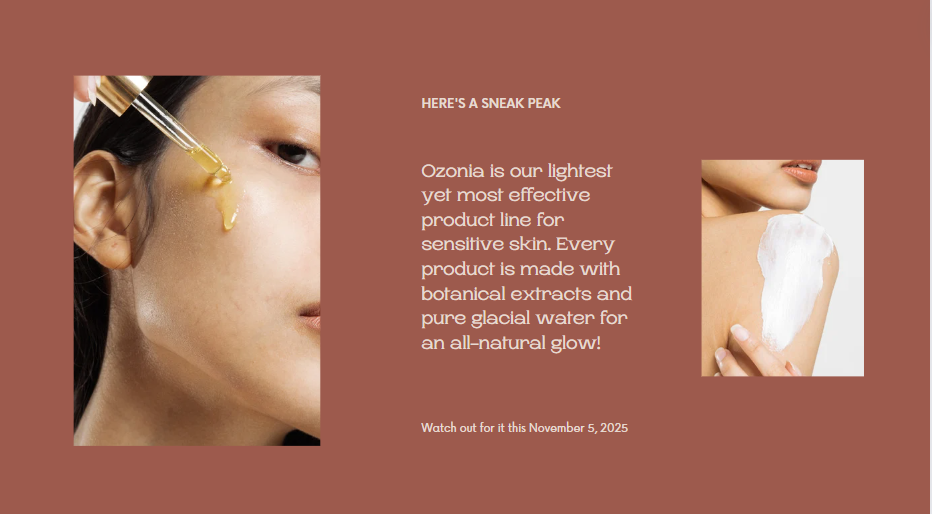 HERE'S A SNEAK PEAK
Ozonia is our lightest
yet most effective
product line for
sensitive skin. Every
product is made with
botanical extracts and
pure glacial water for
an all-natural glow!
Watch out for it this November 5, 2025